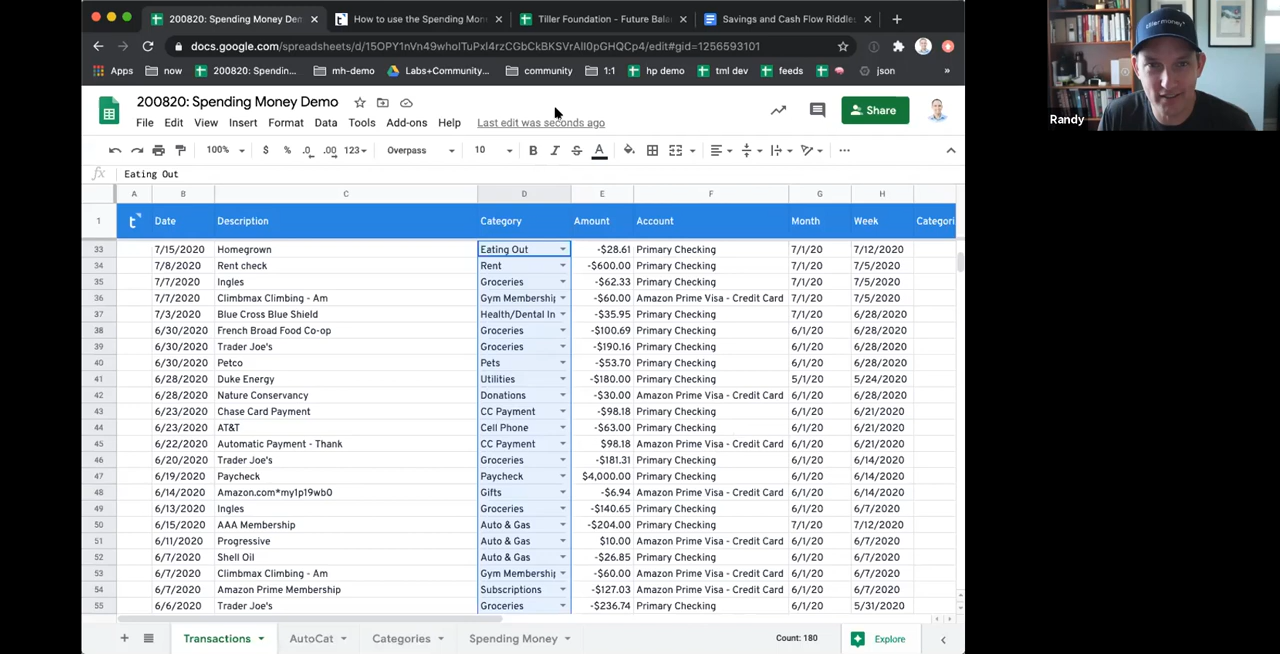 200820: Spending Money Den
How to use the Spending Mon
Tiller Foundation - Future Bala
Savings and Cash Flow Riddle
docs.google.com/spreadsheets/d/15OPY1nVn49wholTuPxl4rzCGbCkBKSVrAll0pGHQCp4/edit#gid=1256593101
Apps
now
200820: Spendin...
mh-demo
Labs+Community...
community
1:1
hp demo
tml dev
feeds
json
»
tiller money
Randy
200820: Spending Money Demo
Share
File Edit View Insert Format Data Tools Add-ons Help Last edit was seconds ago
100% $ % .0 .00 123 Overpass 10 B I S A
fx Eating Out
A B C D E F G H
1 t Date Description Category Amount Account Month Week Categori
33 7/15/2020 Homegrown Eating Out -$28.61 Primary Checking 7/1/20 7/12/2020
34 7/8/2020 Rent check Rent -$600.00 Primary Checking 7/1/20 7/5/2020
35 7/7/2020 Ingles Groceries -$62.33 Primary Checking 7/1/20 7/5/2020
36 7/7/2020 Climbmax Climbing - Am Gym Membership -$60.00 Amazon Prime Visa - Credit Card 7/1/20 7/5/2020
37 7/3/2020 Blue Cross Blue Shield Health/Dental In -$35.95 Primary Checking 7/1/20 6/28/2020
38 6/30/2020 French Broad Food Co-op Groceries -$100.69 Primary Checking 6/1/20 6/28/2020
39 6/30/2020 Trader Joe's Groceries -$190.16 Primary Checking 6/1/20 6/28/2020
40 6/30/2020 Petco Pets -$53.70 Primary Checking 6/1/20 6/28/2020
41 6/28/2020 Duke Energy Utilities -$180.00 Primary Checking 5/1/20 5/24/2020
42 6/28/2020 Nature Conservancy Donations -$30.00 Amazon Prime Visa - Credit Card 6/1/20 6/28/2020
43 6/23/2020 Chase Card Payment CC Payment -$98.18 Primary Checking 6/1/20 6/21/2020
44 6/23/2020 AT&T Cell Phone -$63.00 Primary Checking 6/1/20 6/21/2020
45 6/22/2020 Automatic Payment - Thank CC Payment $98.18 Amazon Prime Visa - Credit Card 6/1/20 6/21/2020
46 6/20/2020 Trader Joe's Groceries -$181.31 Primary Checking 6/1/20 6/14/2020
47 6/19/2020 Paycheck Paycheck $4,000.00 Primary Checking 6/1/20 6/14/2020
48 6/14/2020 Amazon.com*my1p19wb0 Gifts -$6.94 Amazon Prime Visa - Credit Card 6/1/20 6/14/2020
49 6/13/2020 Ingles Groceries -$140.65 Primary Checking 6/1/20 6/7/2020
50 6/15/2020 AAA Membership Auto & Gas -$204.00 Primary Checking 7/1/20 7/12/2020
51 6/11/2020 Progressive Auto & Gas $10.00 Amazon Prime Visa - Credit Card 6/1/20 6/7/2020
52 6/7/2020 Shell Oil Auto & Gas -$26.85 Primary Checking 6/1/20 6/7/2020
53 6/7/2020 Climbmax Climbing - Am Gym Membership -$60.00 Amazon Prime Visa - Credit Card 6/1/20 6/7/2020
54 6/7/2020 Amazon Prime Membership Subscriptions -$127.03 Amazon Prime Visa - Credit Card 6/1/20 6/7/2020
55 6/6/2020 Trader Joe's Groceries -$236.74 Primary Checking 6/1/20 5/31/2020
Transactions AutoCat Categories Spending Money Count: 180 Explore